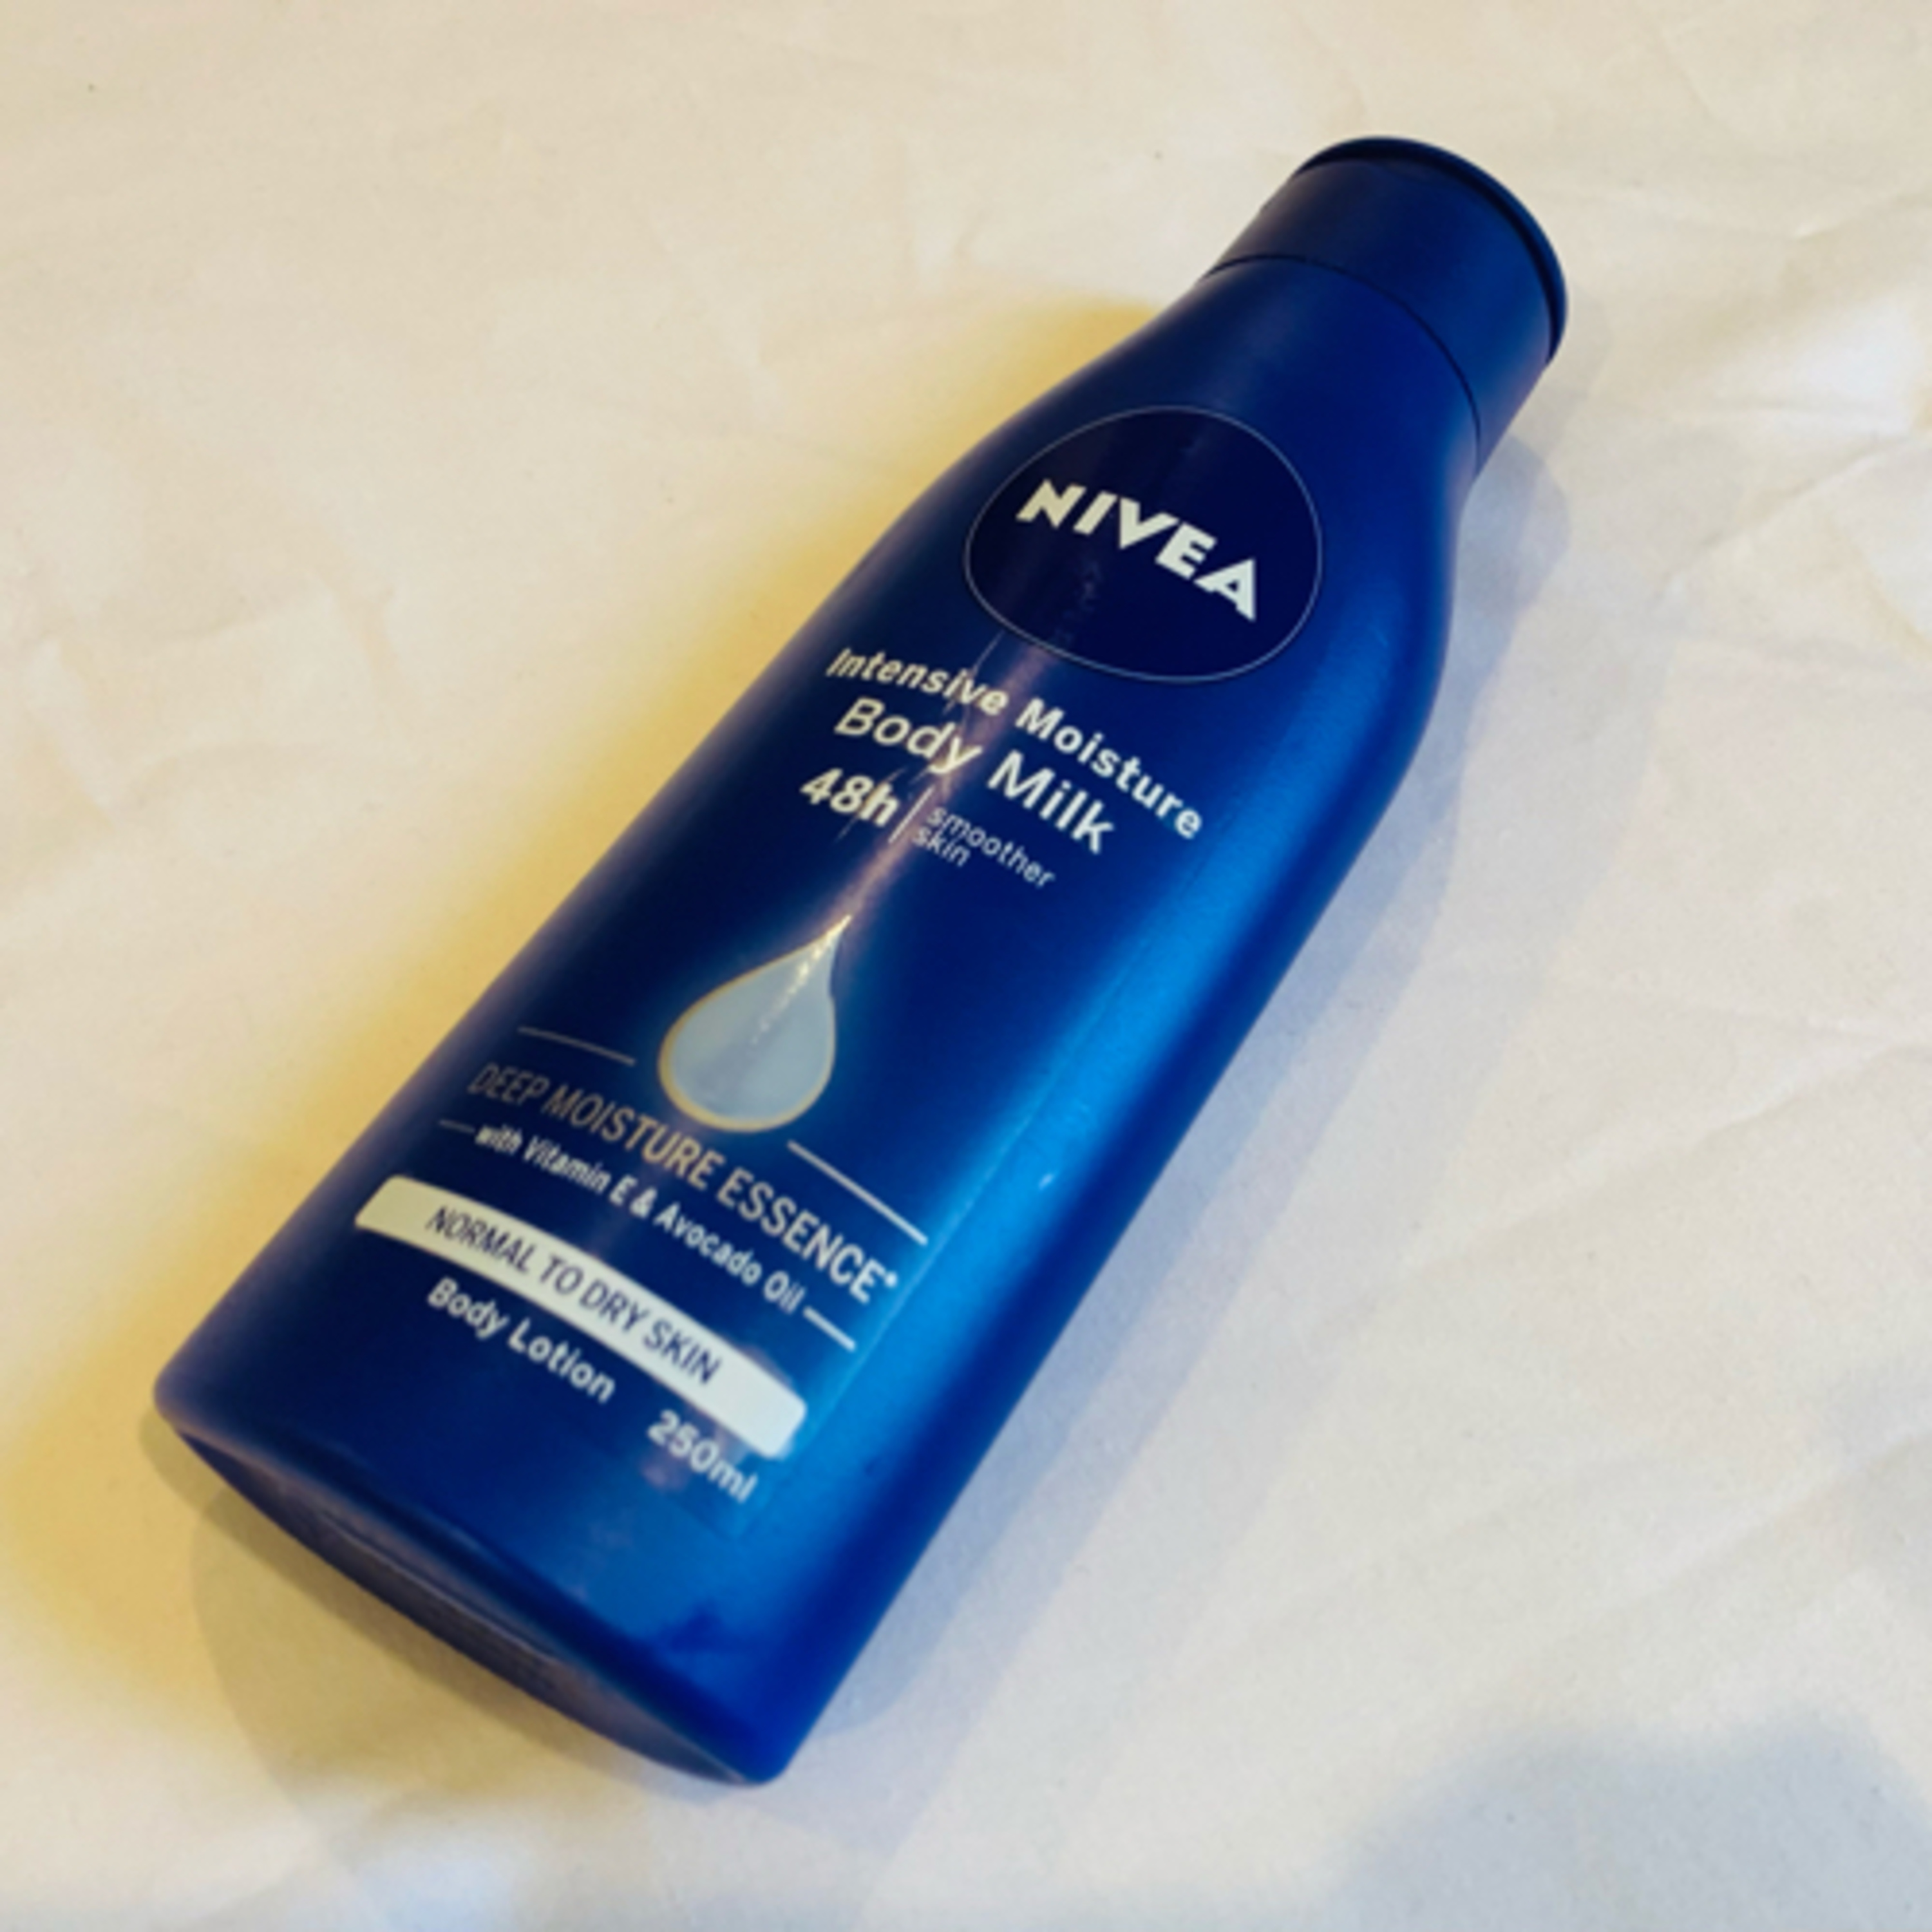 NIVEA
Intensive Moisture
Body Milk
48h
smoother
skin
DEEP MOISTURE ESSENCE*
with Vitamin E & Avocado Oil
NORMAL TO DRY SKIN
Body Lotion
250ml